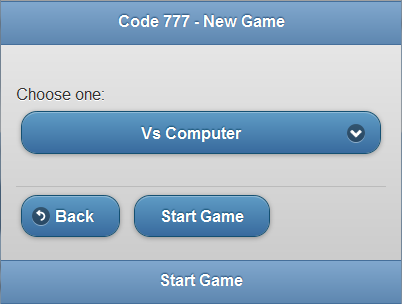 Code 777 - New Game
Choose one:
Vs Computer
Back
Start Game
Start Game